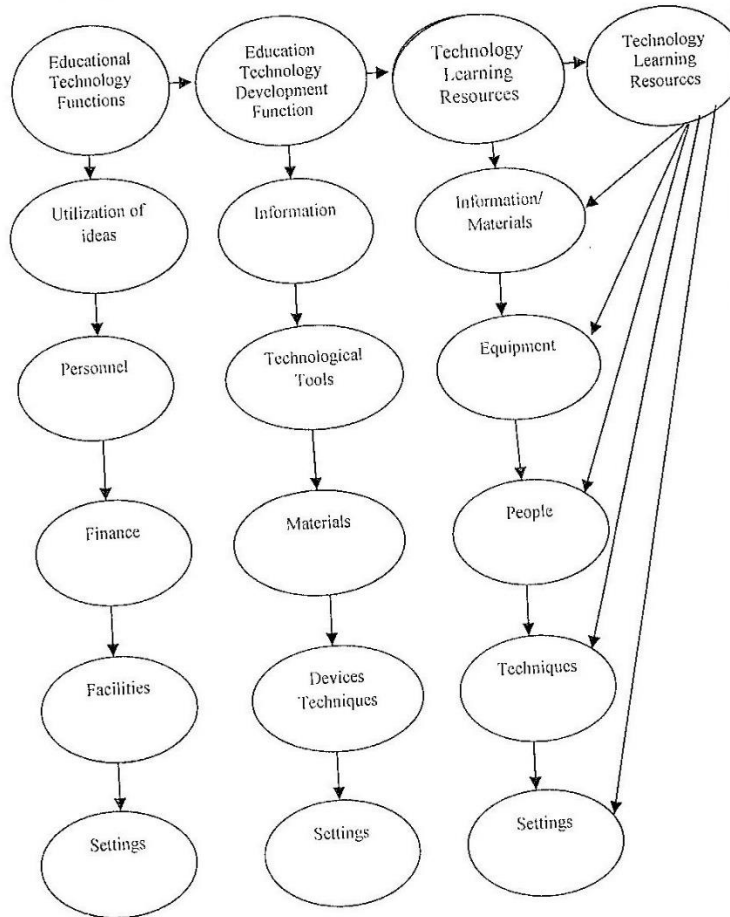 Educational
Technology
Functions
Education
Technology
Development
Function
Technology
Learning
Resources
Technology
Learning
Resources
Utilization of
ideas
Information
Information/
Materials
Personnel
Technological
Tools
Equipment
Finance
Materials
People
Facilities
Devices
Techniques
Techniques
Settings
Settings
Settings